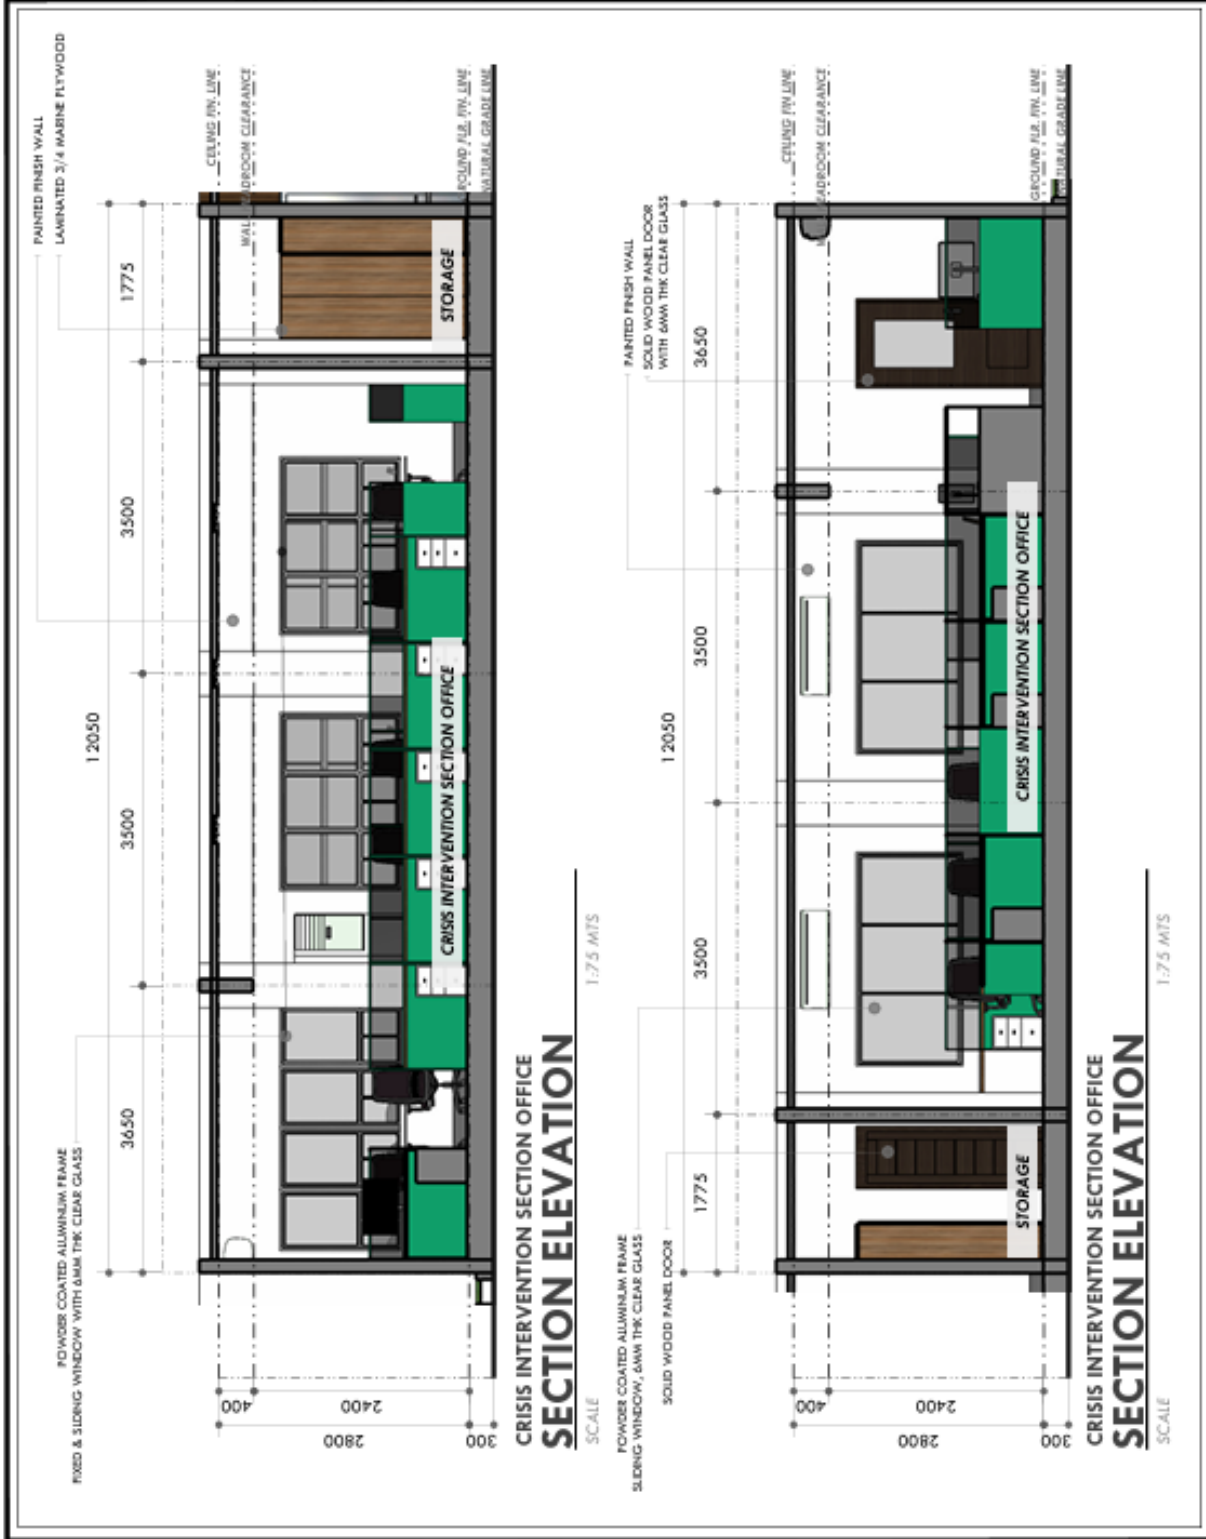 PAINTED FINISH WALL
LAMINATED 3/4 MARINE PLYWOOD
POWDER COATED ALUMINUM FRAME
FIXED & SLIDING WINDOW WITH 6MM THK CLEAR GLASS
12050
3650
3500
3500
1775
CEILING FIN. LINE
HEADROOM CLEARANCE
GROUND FLR. FIN. LINE
NATURAL GRADE LINE
400
2400
2800
300
CRISIS INTERVENTION SECTION OFFICE
STORAGE
CRISIS INTERVENTION SECTION OFFICE
SECTION ELEVATION
SCALE
1:75 MTS
POWDER COATED ALUMINUM FRAME
SLIDING WINDOW, 6MM THK CLEAR GLASS
SOLID WOOD PANEL DOOR
PAINTED FINISH WALL
SOLID WOOD PANEL DOOR
WITH 6MM THK CLEAR GLASS
12050
1775
3500
3500
3650
CEILING FIN LINE
HEADROOM CLEARANCE
GROUND FLR. FIN. LINE
NATURAL GRADE LINE
400
2400
2800
300
STORAGE
CRISIS INTERVENTION SECTION OFFICE
CRISIS INTERVENTION SECTION OFFICE
SECTION ELEVATION
SCALE
1:75 MTS